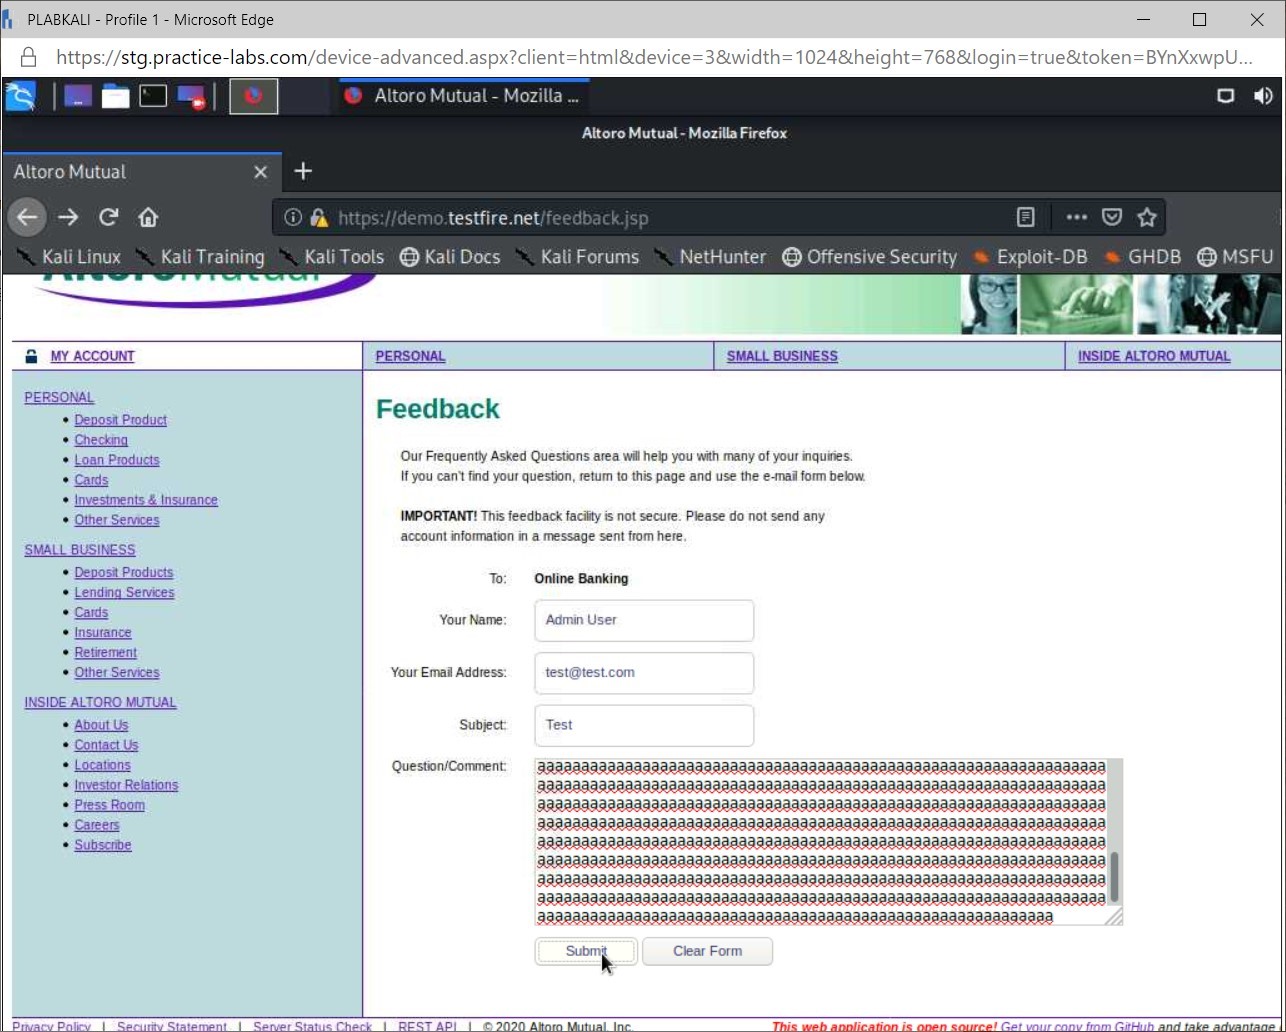 PLABKALI - Profile 1 - Microsoft Edge
https://stg.practice-labs.com/device-advanced.aspx?client=html&device=3&width=1024&height=768&login=true&token=BYnXxwpU...
Altoro Mutual - Mozilla ...
Altoro Mutual - Mozilla Firefox
Altoro Mutual
https://demo.testfire.net/feedback.jsp
Kali Linux Kali Training Kali Tools Kali Docs Kali Forums NetHunter Offensive Security Exploit-DB GHDB MSFU
AltoroMutual
MY ACCOUNT PERSONAL SMALL BUSINESS INSIDE ALTORO MUTUAL
PERSONAL
Deposit Product
Checking
Loan Products
Cards
Investments & Insurance
Other Services
SMALL BUSINESS
Deposit Products
Lending Services
Cards
Insurance
Retirement
Other Services
INSIDE ALTORO MUTUAL
About Us
Contact Us
Locations
Investor Relations
Press Room
Careers
Subscribe
Feedback
Our Frequently Asked Questions area will help you with many of your inquiries.
If you can't find your question, return to this page and use the e-mail form below.
IMPORTANT! This feedback facility is not secure. Please do not send any
account information in a message sent from here.
To: Online Banking
Your Name: Admin User
Your Email Address: test@test.com
Subject: Test
Question/Comment:
aaaaaaaaaaaaaaaaaaaaaaaaaaaaaaaaaaaaaaaaaaaaaaaaaaaaaaaaaaaaaaaaa
aaaaaaaaaaaaaaaaaaaaaaaaaaaaaaaaaaaaaaaaaaaaaaaaaaaaaaaaaaaaaaaaa
aaaaaaaaaaaaaaaaaaaaaaaaaaaaaaaaaaaaaaaaaaaaaaaaaaaaaaaaaaaaaaaaa
aaaaaaaaaaaaaaaaaaaaaaaaaaaaaaaaaaaaaaaaaaaaaaaaaaaaaaaaaaaaaaaaa
aaaaaaaaaaaaaaaaaaaaaaaaaaaaaaaaaaaaaaaaaaaaaaaaaaaaaaaaaaaaaaaaa
aaaaaaaaaaaaaaaaaaaaaaaaaaaaaaaaaaaaaaaaaaaaaaaaaaaaaaaaaaaaaaaaa
aaaaaaaaaaaaaaaaaaaaaaaaaaaaaaaaaaaaaaaaaaaaaaaaaaaaaaaaaaaaaaaaa
aaaaaaaaaaaaaaaaaaaaaaaaaaaaaaaaaaaaaaaaaaaaaaaaaaaaaaaaaaaaaaaaa
aaaaaaaaaaaaaaaaaaaaaaaaaaaaaaaaaaaaaaaaaaaaaaaaaaaaaaaaaaa
Submit Clear Form
Privacy Policy | Security Statement | Server Status Check | REST API | © 2020 Altoro Mutual, Inc. This web application is open source! Get your copy from GitHub and take advantage